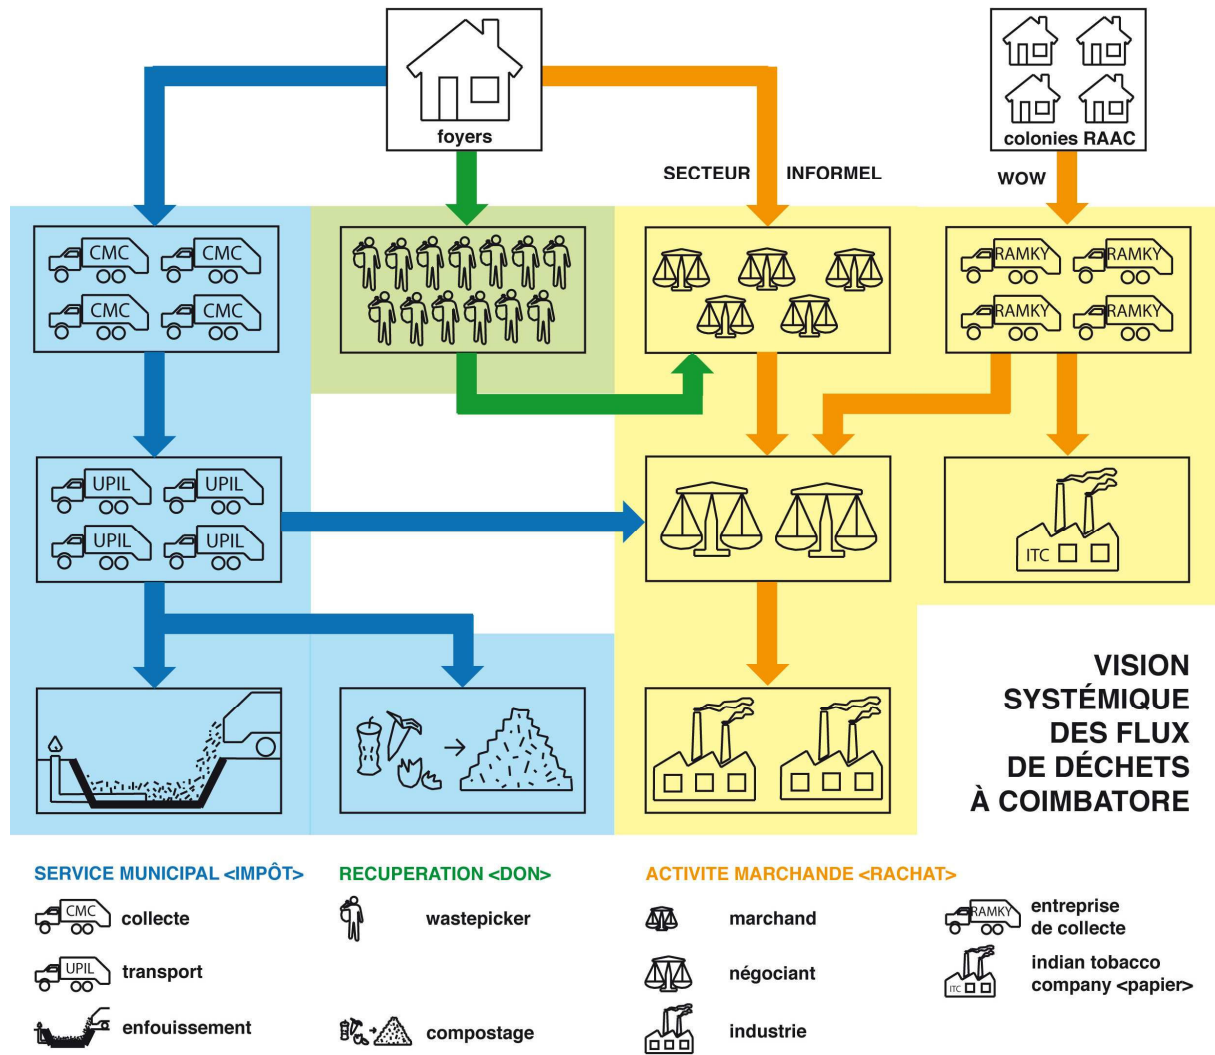 foyers
colonies RAAC
SECTEUR INFORMEL
WOW
CMC CMC
CMC CMC
RAMKY RAMKY
RAMKY RAMKY
UPIL UPIL
UPIL UPIL
ITC
VISION
SYSTÉMIQUE
DES FLUX
DE DÉCHETS
À COIMBATORE
SERVICE MUNICIPAL <IMPÔT>
CMC collecte
UPIL transport
enfouissement
RECUPERATION <DON>
wastepicker
compostage
ACTIVITE MARCHANDE <RACHAT>
marchand
négociant
industrie
RAMKY entreprise
de collecte
indian tobacco
ITC company <papier>